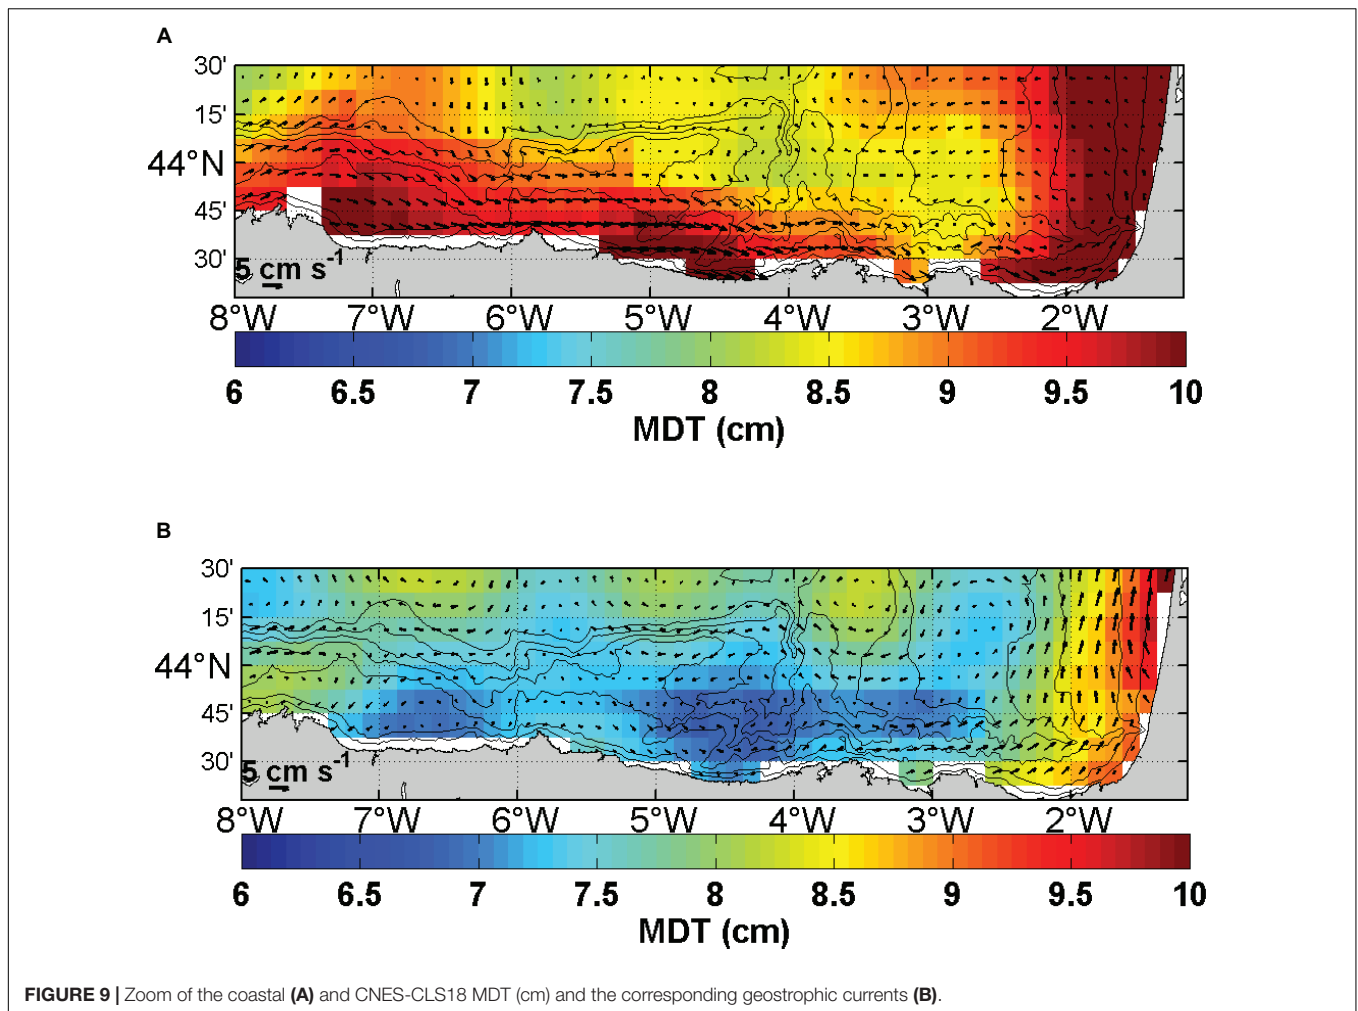 A
30'
15'
44°N
45'
30'
5 cm s-1
8°W 7°W 6°W 5°W 4°W 3°W 2°W
6 6.5 7 7.5 8 8.5 9 9.5 10
MDT (cm)
B
30'
15'
44°N
45'
30'
5 cm s-1
8°W 7°W 6°W 5°W 4°W 3°W 2°W
6 6.5 7 7.5 8 8.5 9 9.5 10
MDT (cm)
FIGURE 9 | Zoom of the coastal (A) and CNES-CLS18 MDT (cm) and the corresponding geostrophic currents (B).